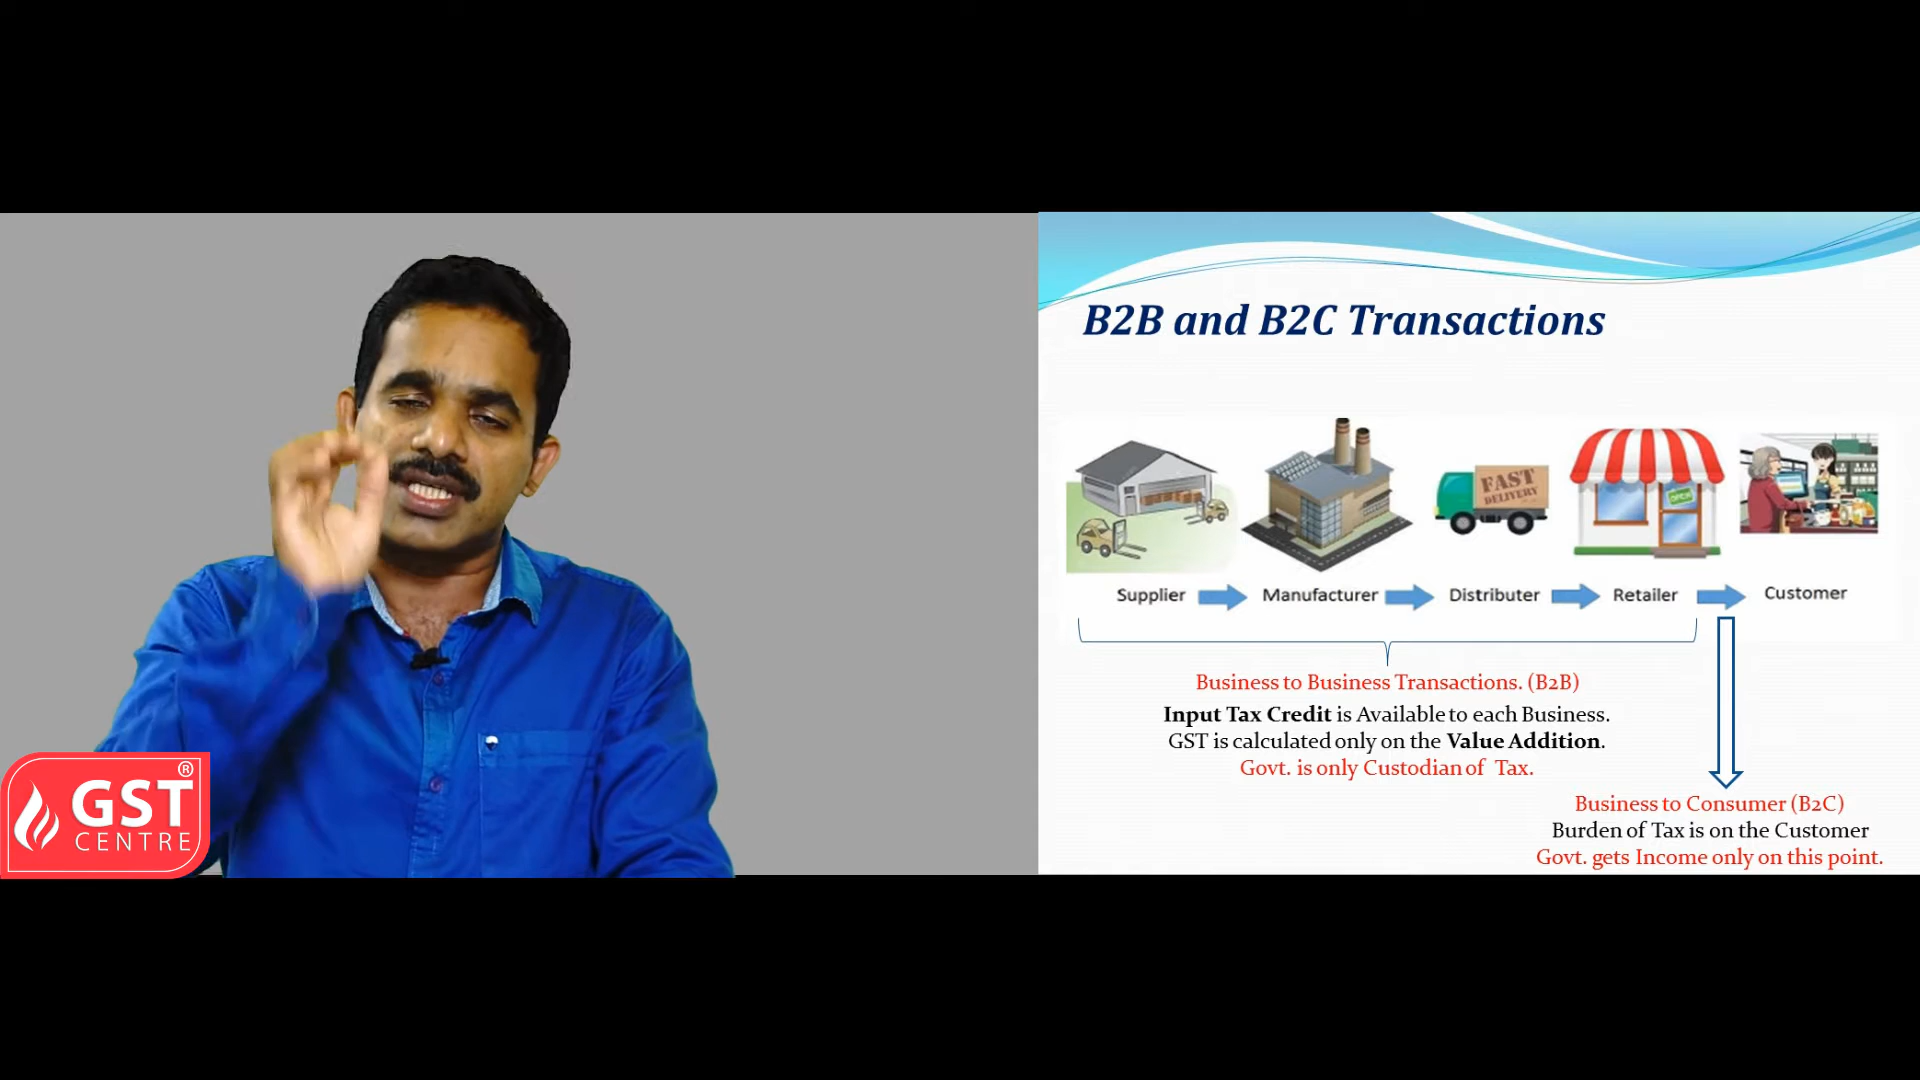 B2B and B2C Transactions
FAST
DELIVERY
OPEN
Supplier Manufacturer Distributer Retailer Customer
Business to Business Transactions. (B2B)
Input Tax Credit is Available to each Business.
GST is calculated only on the Value Addition.
Govt. is only Custodian of Tax.
Business to Consumer (B2C)
Burden of Tax is on the Customer
Govt. gets Income only on this point.
GST®
CENTRE